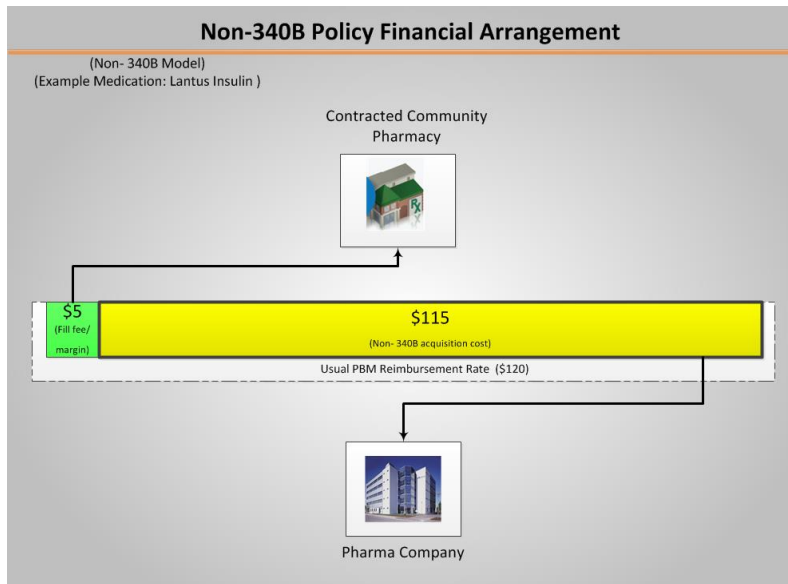 Non-340B Policy Financial Arrangement
(Non- 340B Model)
(Example Medication: Lantus Insulin )
Contracted Community
Pharmacy
RX
$5
(Fill fee/
margin)
$115
(Non- 340B acquisition cost)
Usual PBM Reimbursement Rate  ($120)
Pharma Company